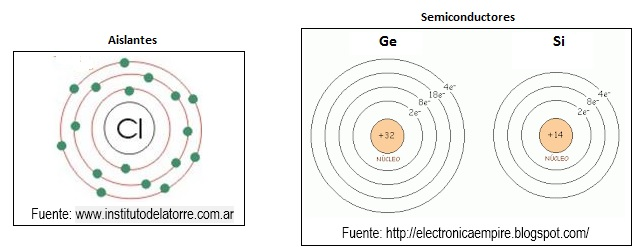 Aislantes
Cl
Fuente: www.institutodelatorre.com.ar
Semiconductores
Ge
4e-
18e-
8e-
2e-
+32
NÚCLEO
Si
4e-
8e-
2e-
+14
NÚCLEO
Fuente: http://electronicaempire.blogspot.com/